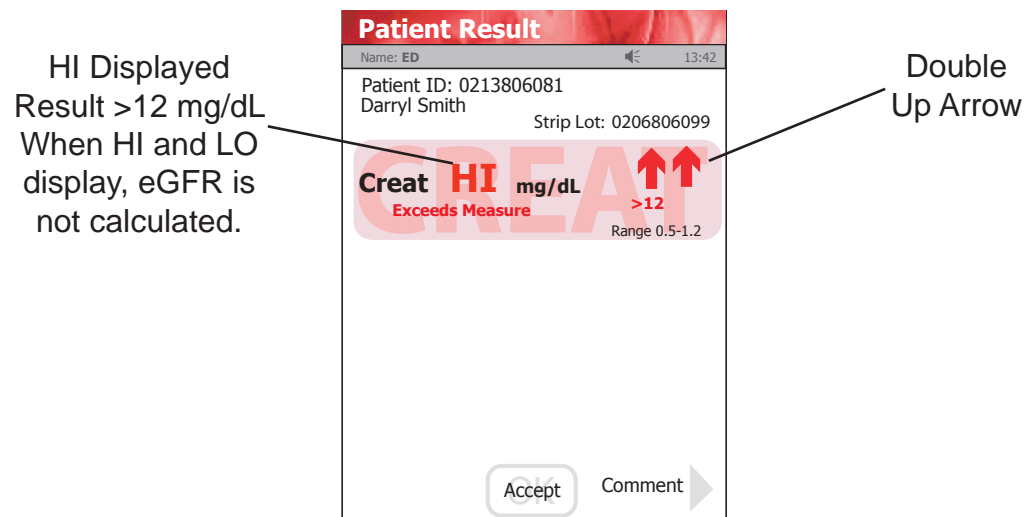 HI Displayed
Result >12 mg/dL
When HI and LO
display, eGFR is
not calculated.
Patient Result
Name: ED 13:42
Patient ID: 0213806081
Darryl Smith
Strip Lot: 0206806099
CREAT
Creat HI mg/dL
Exceeds Measure
>12
Range 0.5-1.2
OK
Accept
Comment
Double
Up Arrow